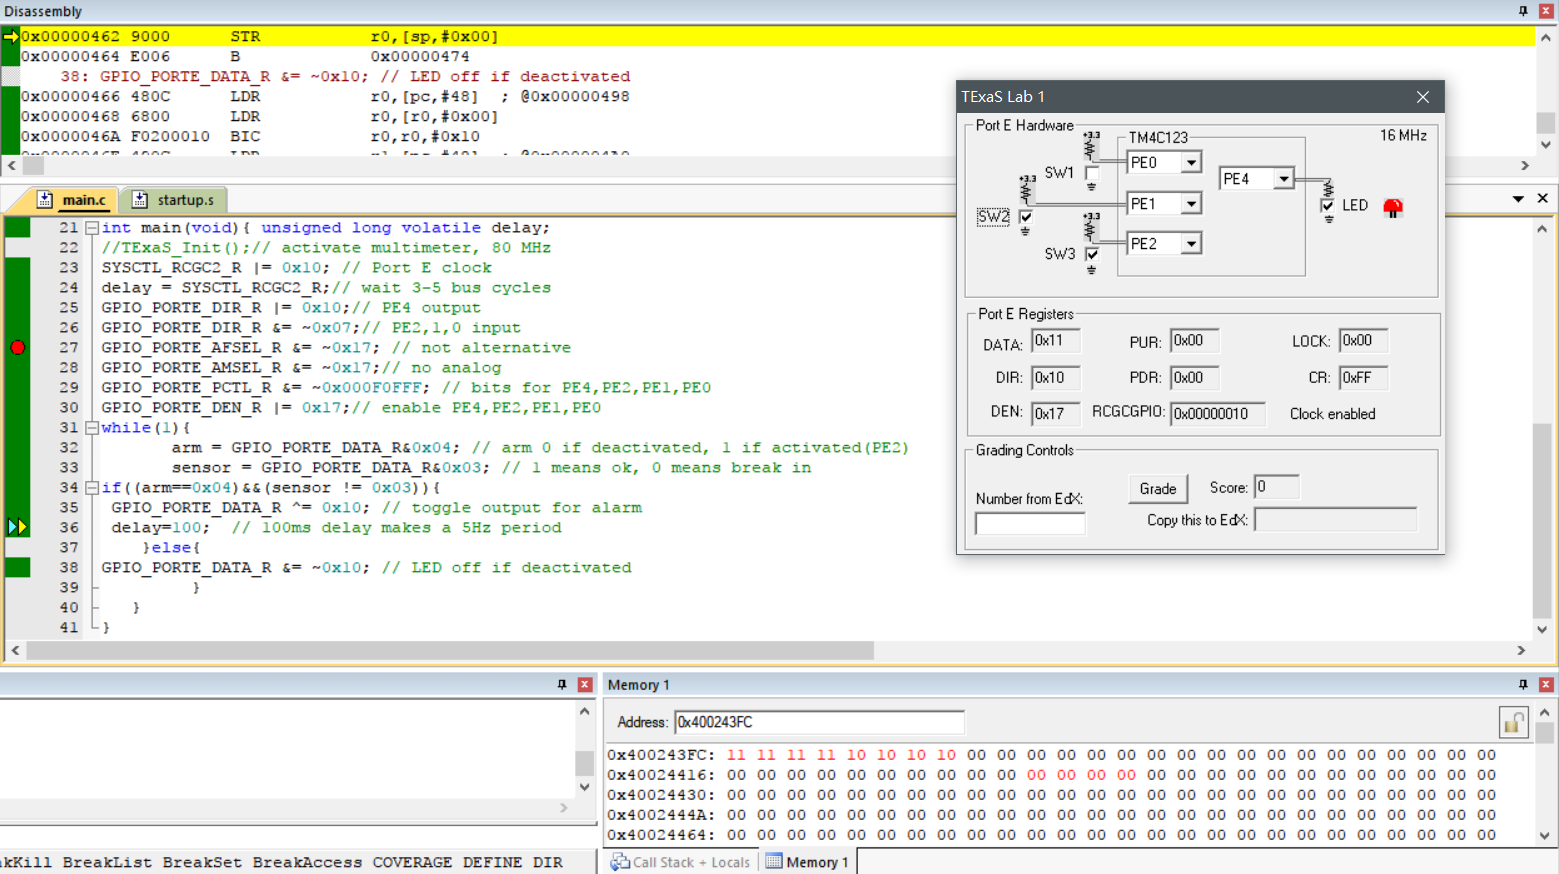 Disassembly
0x00000462 9000 STR r0,[sp,#0x00]
0x00000464 E006 B 0x00000474
38: GPIO_PORTE_DATA_R &= ~0x10; // LED off if deactivated
0x00000466 480C LDR r0,[pc,#48] ; @0x00000498
0x00000468 6800 LDR r0,[r0,#0x00]
0x0000046A F0200010 BIC r0,r0,#0x10
main.c startup.s
21 int main(void){ unsigned long volatile delay;
22 //TExaS_Init();// activate multimeter, 80 MHz
23 SYSCTL_RCGC2_R |= 0x10; // Port E clock
24 delay = SYSCTL_RCGC2_R;// wait 3-5 bus cycles
25 GPIO_PORTE_DIR_R |= 0x10;// PE4 output
26 GPIO_PORTE_DIR_R &= ~0x07;// PE2,1,0 input
27 GPIO_PORTE_AFSEL_R &= ~0x17; // not alternative
28 GPIO_PORTE_AMSEL_R &= ~0x17;// no analog
29 GPIO_PORTE_PCTL_R &= ~0x000F0FFF; // bits for PE4,PE2,PE1,PE0
30 GPIO_PORTE_DEN_R |= 0x17;// enable PE4,PE2,PE1,PE0
31 while(1){
32 arm = GPIO_PORTE_DATA_R&0x04; // arm 0 if deactivated, 1 if activated(PE2)
33 sensor = GPIO_PORTE_DATA_R&0x03; // 1 means ok, 0 means break in
34 if((arm==0x04)&&(sensor != 0x03)){
35 GPIO_PORTE_DATA_R ^= 0x10; // toggle output for alarm
36 delay=100; // 100ms delay makes a 5Hz period
37 }else{
38 GPIO_PORTE_DATA_R &= ~0x10; // LED off if deactivated
39 }
40 }
41 }
TExaS Lab 1
Port E Hardware
16 MHz
+3.3
TM4C123
SW1
PE0
PE4
+3.3
SW2
PE1
LED
+3.3
SW3
PE2
Port E Registers
DATA: 0x11 PUR: 0x00 LOCK: 0x00
DIR: 0x10 PDR: 0x00 CR: 0xFF
DEN: 0x17 RCGCGPIO: 0x00000010 Clock enabled
Grading Controls
Number from EdX:
Grade Score: 0
Copy this to EdX:
Memory 1
Address: 0x400243FC
0x400243FC: 11 11 11 11 10 10 10 10 00 00 00 00 00 00 00 00 00 00 00 00 00 00 00 00 00 00
0x40024416: 00 00 00 00 00 00 00 00 00 00 00 00 00 00 00 00 00 00 00 00 00 00 00 00 00 00
0x40024430: 00 00 00 00 00 00 00 00 00 00 00 00 00 00 00 00 00 00 00 00 00 00 00 00 00 00
0x4002444A: 00 00 00 00 00 00 00 00 00 00 00 00 00 00 00 00 00 00 00 00 00 00 00 00 00 00
0x40024464: 00 00 00 00 00 00 00 00 00 00 00 00 00 00 00 00 00 00 00 00 00 00 00 00 00 00
akKill BreakList BreakSet BreakAccess COVERAGE DEFINE DIR
Call Stack + Locals Memory 1